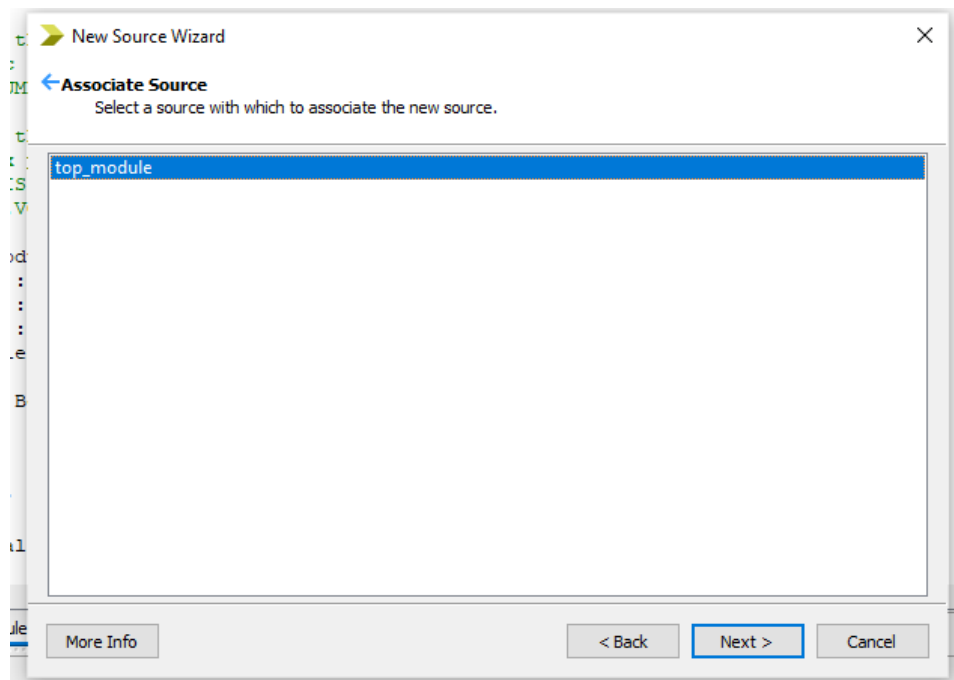 New Source Wizard
Associate Source
Select a source with which to associate the new source.
top_module
More Info
< Back
Next >
Cancel